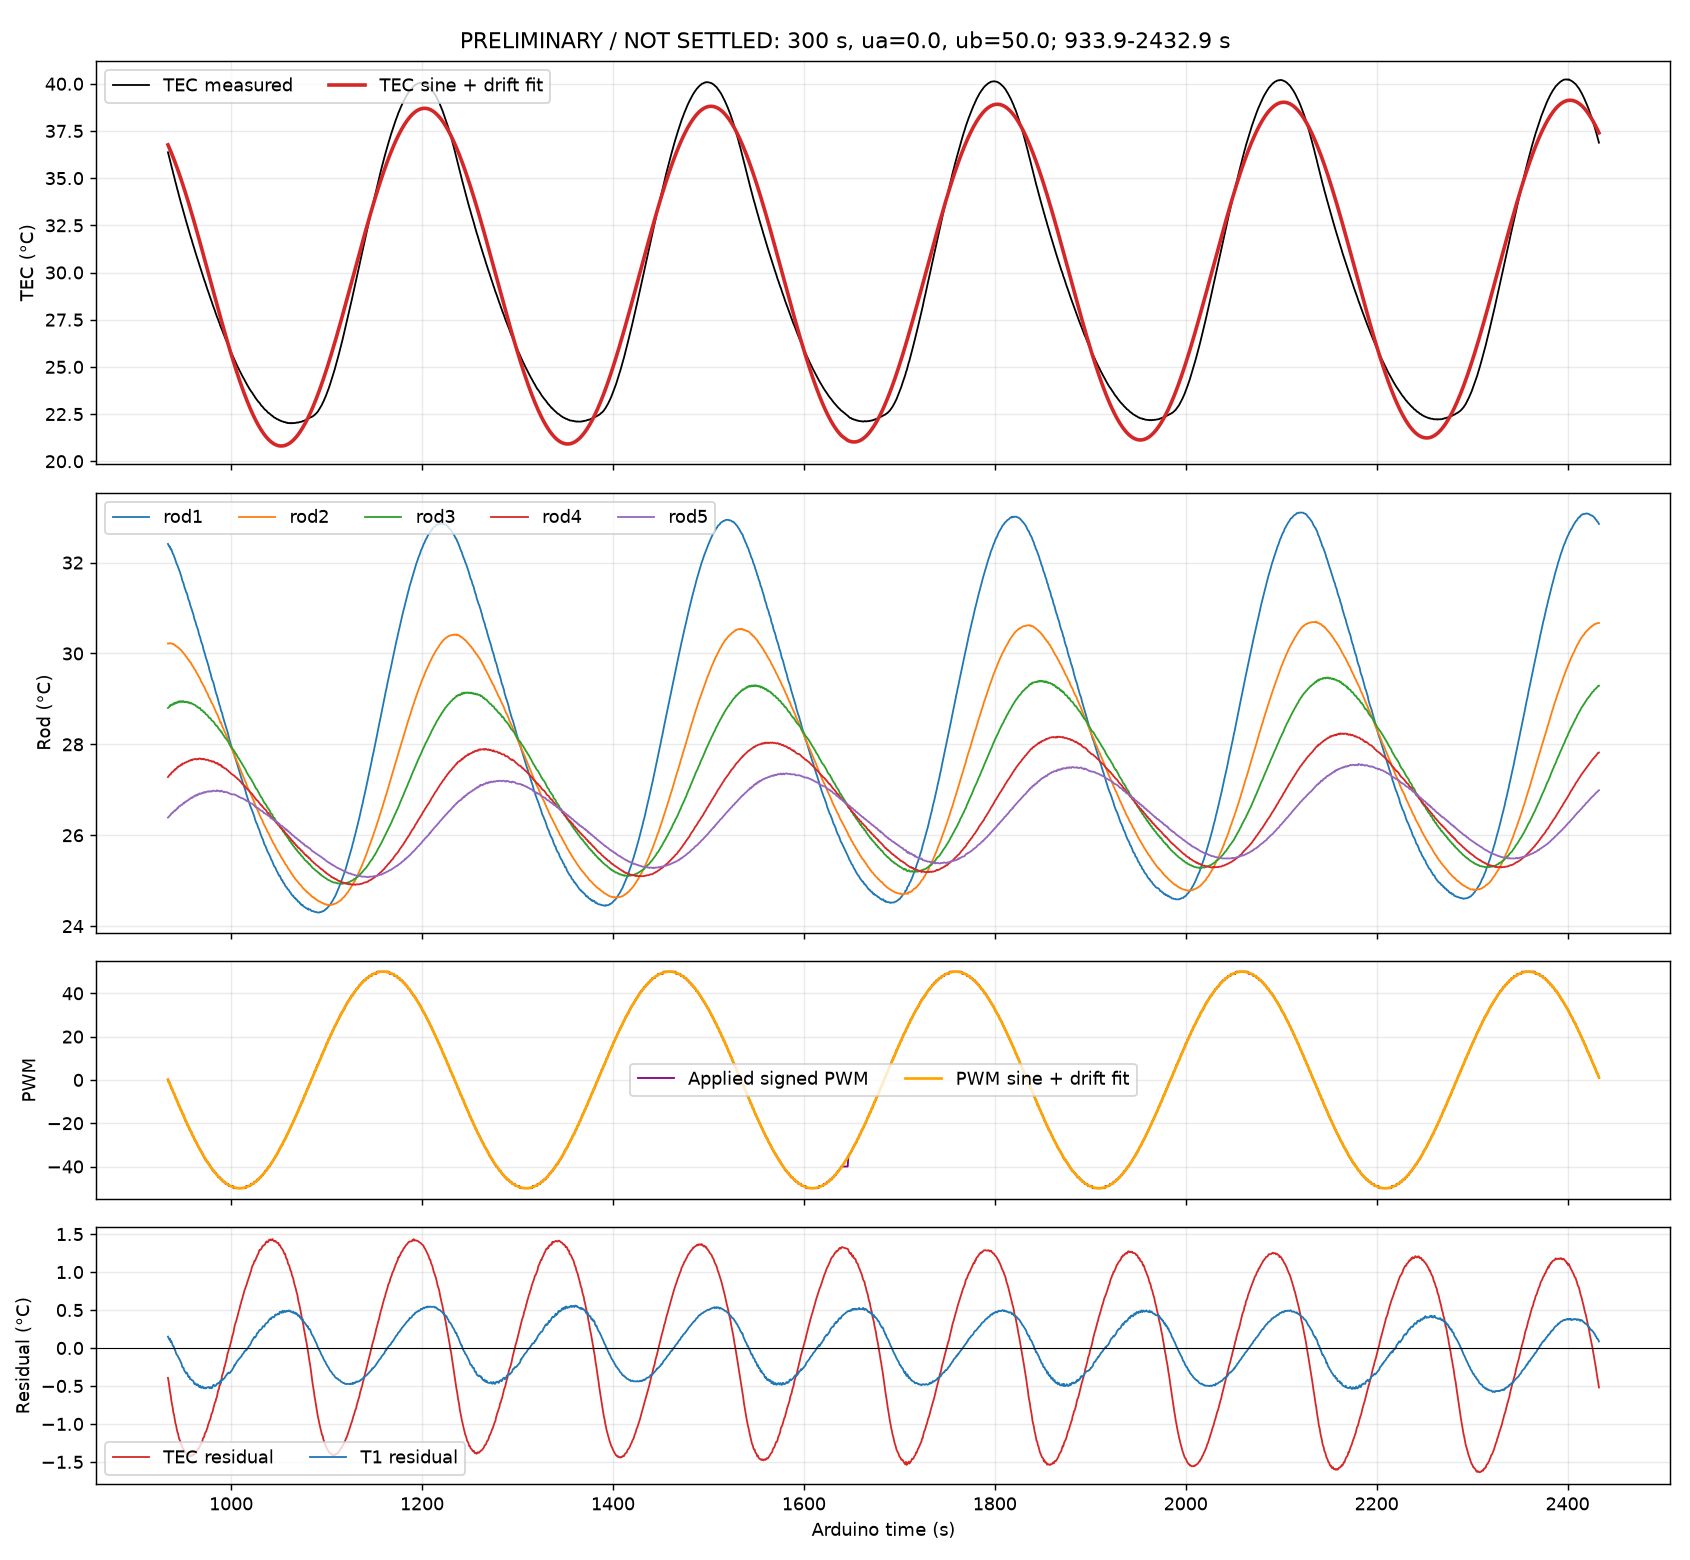 PRELIMINARY / NOT SETTLED: 300 s, ua=0.0, ub=50.0; 933.9-2432.9 s
TEC measured TEC sine + drift fit
40.0
37.5
35.0
32.5
30.0
27.5
25.0
22.5
20.0
TEC (°C)
rod1 rod2 rod3 rod4 rod5
32
30
28
26
24
Rod (°C)
40
20
0
−20
−40
PWM
Applied signed PWM PWM sine + drift fit
1.5
1.0
0.5
0.0
−0.5
−1.0
−1.5
Residual (°C)
TEC residual T1 residual
1000 1200 1400 1600 1800 2000 2200 2400
Arduino time (s)